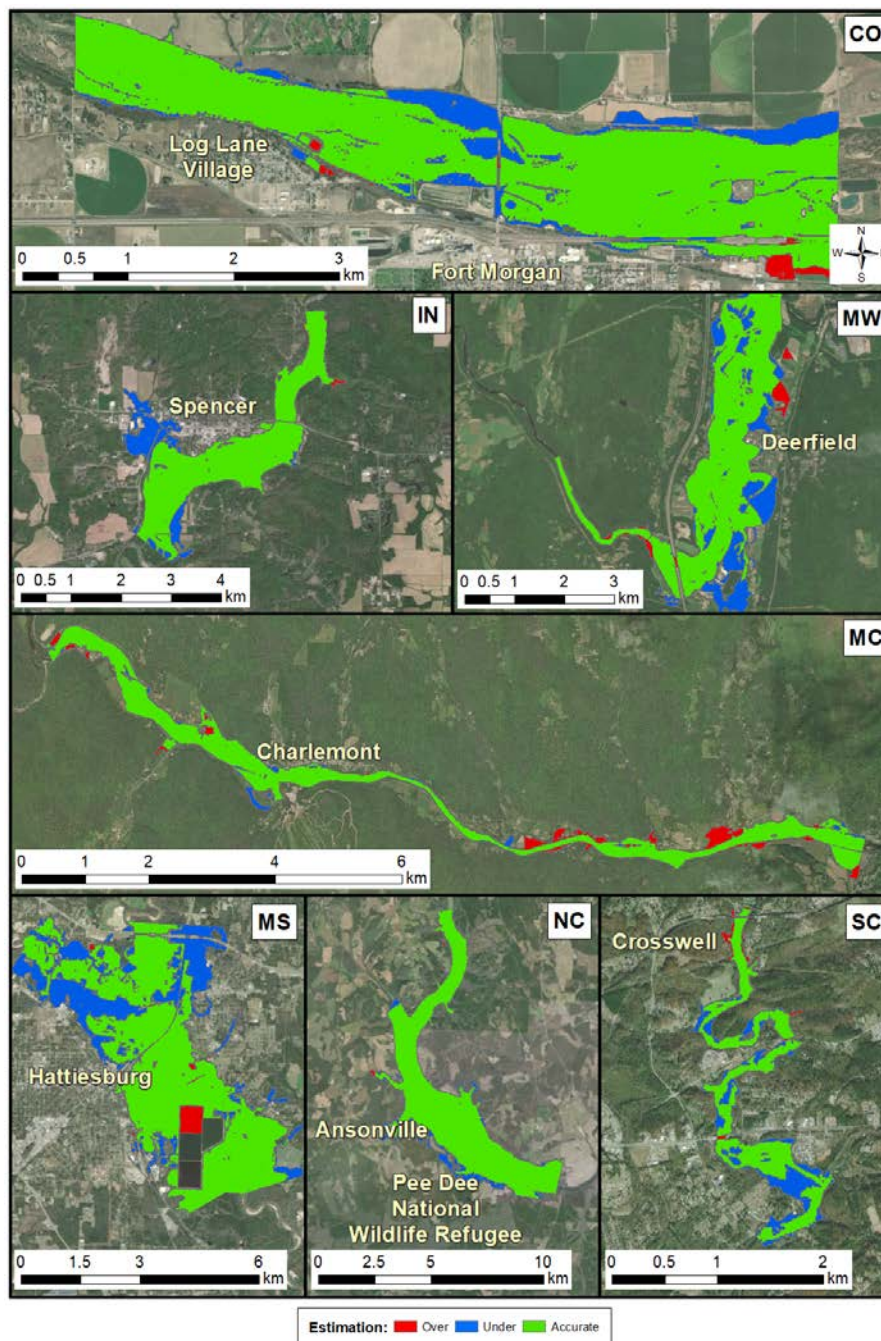 CO
Log Lane
Village
0 0.5 1 2 3
km
Fort Morgan
N
W
S
IN
Spencer
0 0.5 1 2 3 4
km
MW
Deerfield
0 0.5 1 2 3
km
MC
Charlemont
0 1 2 4 6
km
MS
Hattiesburg
0 1.5 3 6
km
NC
Ansonville
Pee Dee
National
Wildlife Refugee
0 2.5 5 10
km
SC
Crosswell
0 0.5 1 2
km
Estimation: Over Under Accurate